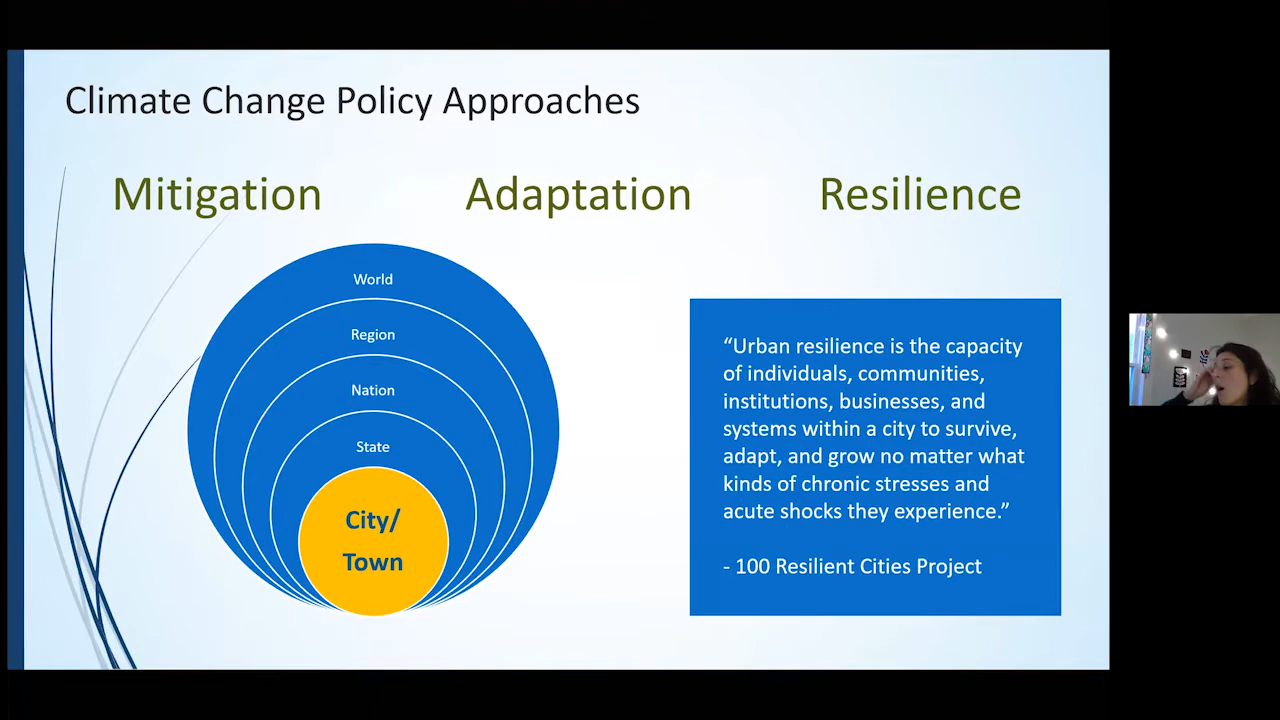 Climate Change Policy Approaches
Mitigation
Adaptation
Resilience
World
Region
Nation
State
City/
Town
“Urban resilience is the capacity
of individuals, communities,
institutions, businesses, and
systems within a city to survive,
adapt, and grow no matter what
kinds of chronic stresses and
acute shocks they experience.”
- 100 Resilient Cities Project